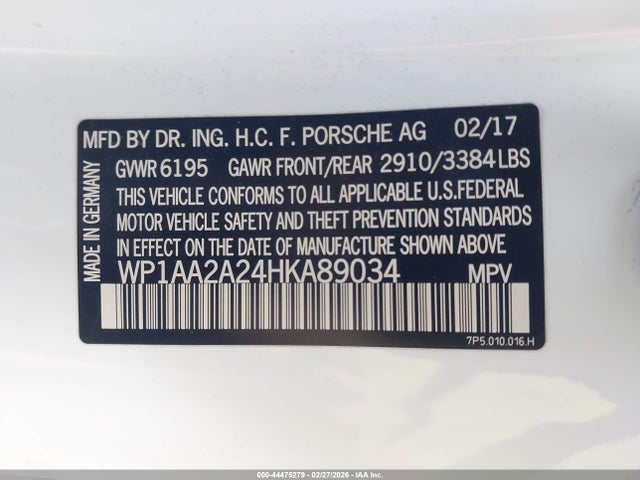 MFD BY DR. ING. H.C. F. PORSCHE AG 02/17
GVWR 6195 GAWR FRONT/REAR 2910/3384 LBS
THIS VEHICLE CONFORMS TO ALL APPLICABLE U.S.FEDERAL
MOTOR VEHICLE SAFETY AND THEFT PREVENTION STANDARDS
IN EFFECT ON THE DATE OF MANUFACTURE SHOWN ABOVE
WP1AA2A24HKA89034 MPV
MADE IN GERMANY
7P5.010.016.H
000-44475279 - 02/27/2026 - IAA Inc.